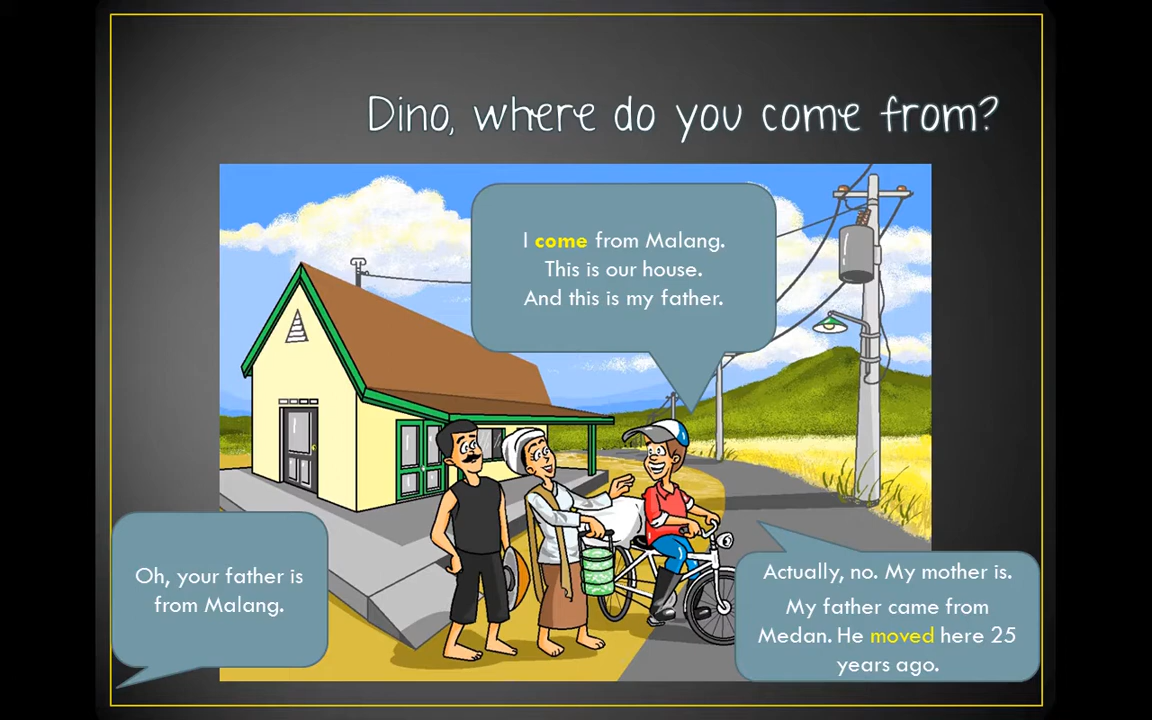 Dino, where do you come from?
I come from Malang.
This is our house.
And this is my father.
Oh, your father is
from Malang.
Actually, no. My mother is.
My father came from
Medan. He moved here 25
years ago.